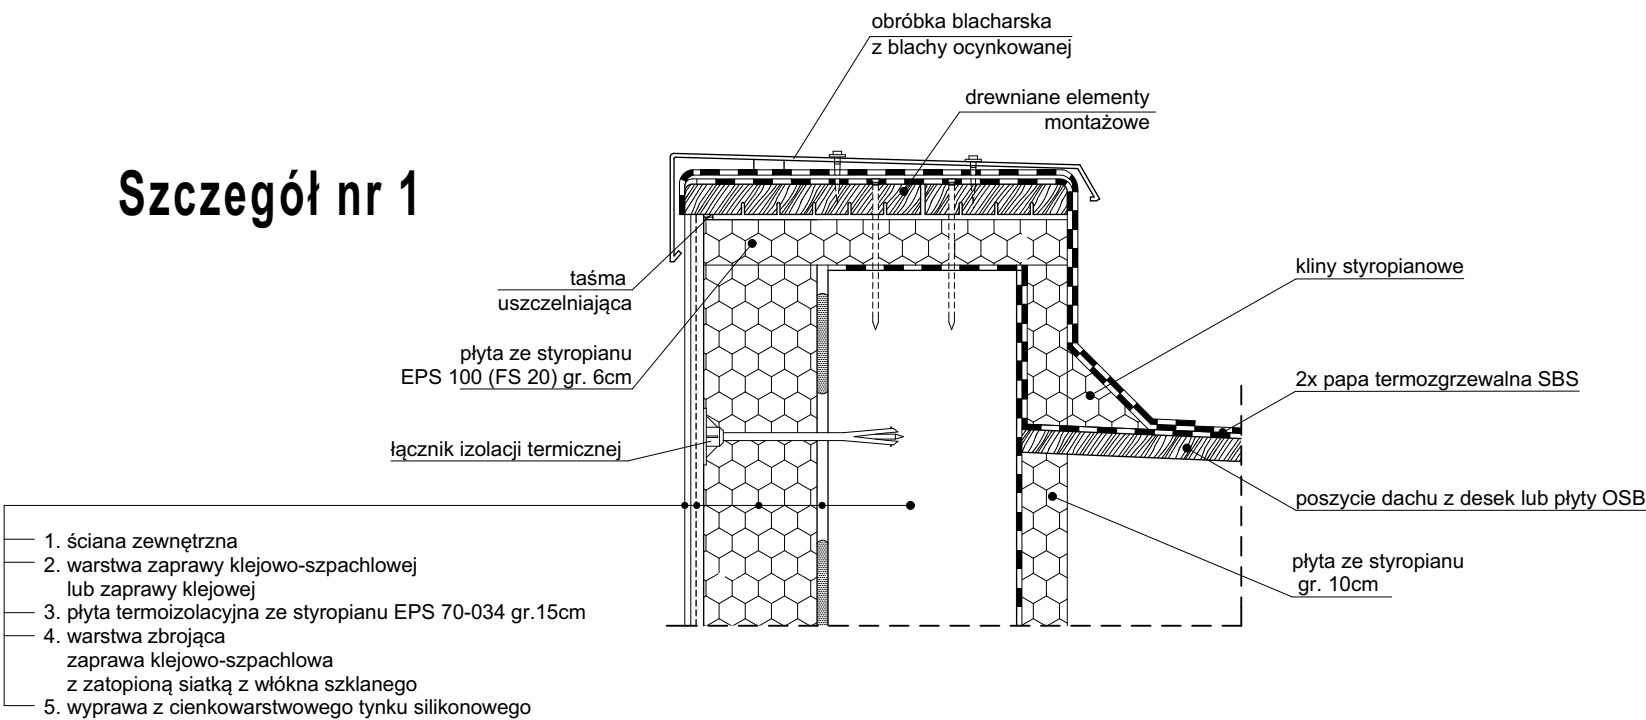 Szczegół nr 1
obróbka blacharska
z blachy ocynkowanej
drewniane elementy
montażowe
taśma
uszczelniająca
płyta ze styropianu
EPS 100 (FS 20) gr. 6cm
łącznik izolacji termicznej
kliny styropianowe
2x papa termozgrzewalna SBS
poszycie dachu z desek lub płyty OSB
płyta ze styropianu
gr. 10cm
1. ściana zewnętrzna
2. warstwa zaprawy klejowo-szpachlowej
lub zaprawy klejowej
3. płyta termoizolacyjna ze styropianu EPS 70-034 gr.15cm
4. warstwa zbrojąca
zaprawa klejowo-szpachlowa
z zatopioną siatką z włókna szklanego
5. wyprawa z cienkowarstwowego tynku silikonowego